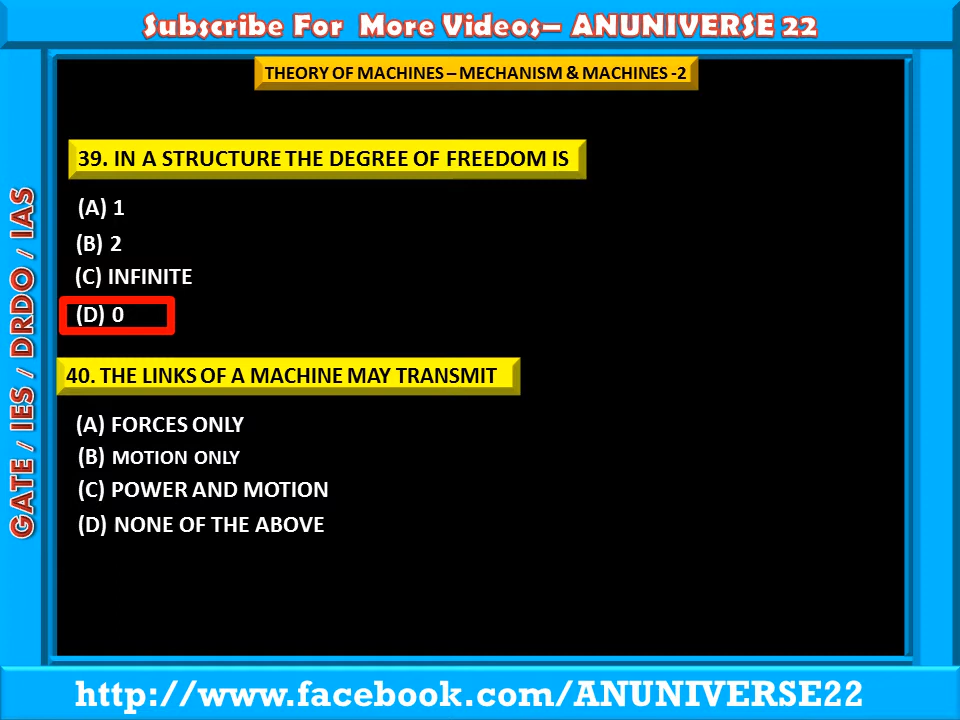 Subscribe For More Videos– ANUNIVERSE 22
THEORY OF MACHINES – MECHANISM & MACHINES -2
39. IN A STRUCTURE THE DEGREE OF FREEDOM IS
(A) 1
(B) 2
(C) INFINITE
(D) 0
40. THE LINKS OF A MACHINE MAY TRANSMIT
(A) FORCES ONLY
(B) MOTION ONLY
(C) POWER AND MOTION
(D) NONE OF THE ABOVE
GATE / IES / DRDO / IAS
http://www.facebook.com/ANUNIVERSE22